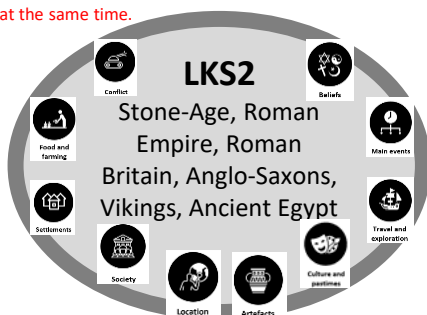 at the same time.
LKS2
Stone-Age, Roman
Empire, Roman
Britain, Anglo-Saxons,
Vikings, Ancient Egypt
Conflict
Beliefs
Food and
farming
Main events
Settlements
Travel and
exploration
Society
Culture and
pastimes
Location
Artefacts